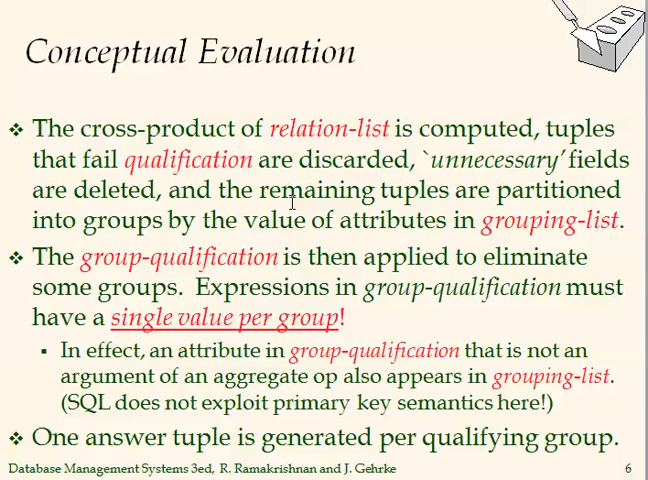 Conceptual Evaluation
❖ The cross-product of relation-list is computed, tuples
that fail qualification are discarded, `unnecessary' fields
are deleted, and the remaining tuples are partitioned
into groups by the value of attributes in grouping-list.
❖ The group-qualification is then applied to eliminate
some groups. Expressions in group-qualification must
have a single value per group!
▪ In effect, an attribute in group-qualification that is not an
argument of an aggregate op also appears in grouping-list.
(SQL does not exploit primary key semantics here!)
❖ One answer tuple is generated per qualifying group.
Database Management Systems 3ed, R. Ramakrishnan and J. Gehrke 6